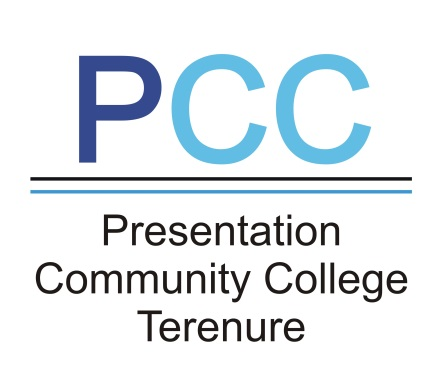 PCC
Presentation
Community College
Terenure